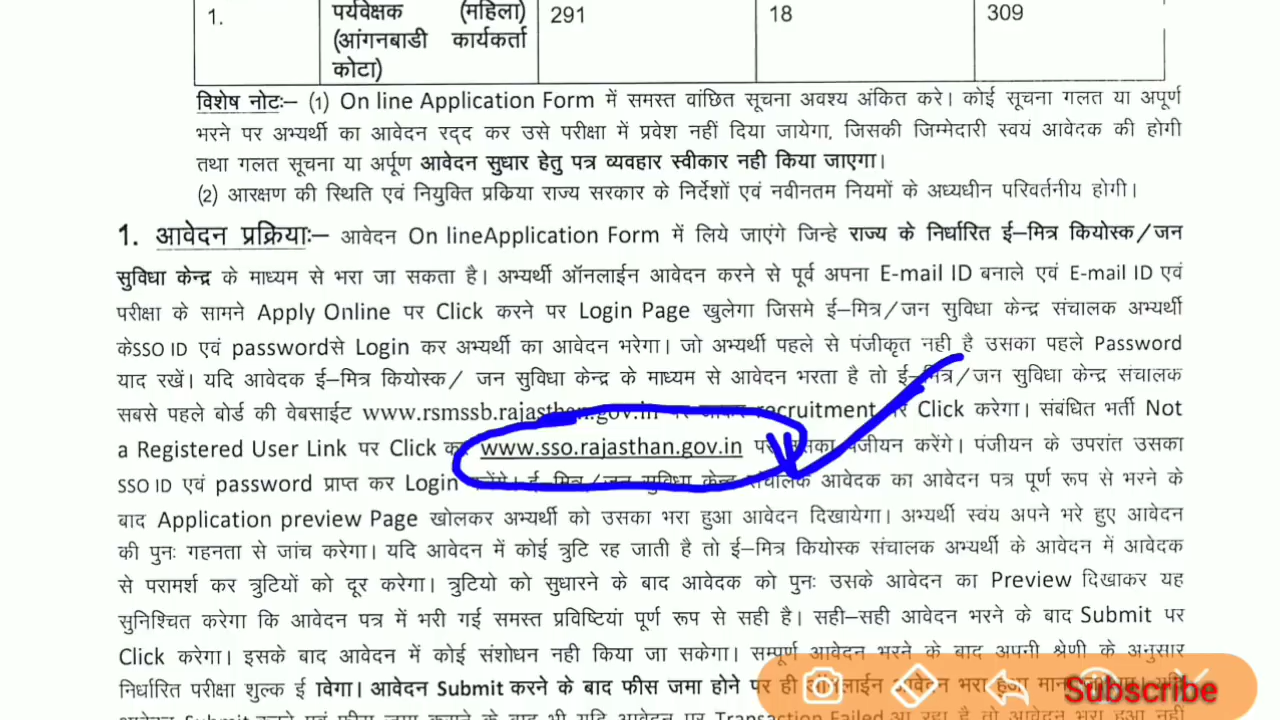 1. पर्यवेक्षक (महिला) 291 18 309
(आंगनबाडी कार्यकर्ता
कोटा)
विशेष नोटः– (1) On line Application Form में समस्त वांछित सूचना अवश्य अंकित करे। कोई सूचना गलत या अपूर्ण
भरने पर अभ्यर्थी का आवेदन रद्द कर उसे परीक्षा में प्रवेश नहीं दिया जायेगा, जिसकी जिम्मेदारी स्वयं आवेदक की होगी
तथा गलत सूचना या अर्पूण आवेदन सुधार हेतु पत्र व्यवहार स्वीकार नही किया जाएगा।
(2) आरक्षण की स्थिति एवं नियुक्ति प्रकिया राज्य सरकार के निर्देशों एवं नवीनतम नियमों के अध्यधीन परिवर्तनीय होगी।
1. आवेदन प्रक्रियाः– आवेदन On lineApplication Form में लिये जाएंगे जिन्हे राज्य के निर्धारित ई–मित्र कियोस्क/जन
सुविधा केन्द्र के माध्यम से भरा जा सकता है। अभ्यर्थी ऑनलाईन आवेदन करने से पूर्व अपना E-mail ID बनाले एवं E-mail ID एवं
परीक्षा के सामने Apply Online पर Click करने पर Login Page खुलेगा जिसमे ई–मित्र/जन सुविधा केन्द्र संचालक अभ्यर्थी
केSSO ID एवं passwordसे Login कर अभ्यर्थी का आवेदन भरेगा। जो अभ्यर्थी पहले से पंजीकृत नही है उसका पहले Password
याद रखें। यदि आवेदक ई–मित्र कियोस्क/ जन सुविधा केन्द्र के माध्यम से आवेदन भरता है तो ई–मित्र/जन सुविधा केन्द्र संचालक
सबसे पहले बोर्ड की वेबसाईट www.rsmssb.rajasthan.gov.in पर जाकर recruitment पर Click करेगा। संबंधित भर्ती Not
a Registered User Link पर Click कर www.sso.rajasthan.gov.in पर उसका पंजीयन करेंगे। पंजीयन के उपरांत उसका
SSO ID एवं password प्राप्त कर Login करेंगे। ई–मित्र/जन सुविधा केन्द्र संचालक आवेदक का आवेदन पत्र पूर्ण रूप से भरने के
बाद Application preview Page खोलकर अभ्यर्थी को उसका भरा हुआ आवेदन दिखायेगा। अभ्यर्थी स्वंय अपने भरे हुए आवेदन
की पुनः गहनता से जांच करेगा। यदि आवेदन में कोई त्रुटि रह जाती है तो ई–मित्र कियोस्क संचालक अभ्यर्थी के आवेदन में आवेदक
से परामर्श कर त्रुटियों को दूर करेगा। त्रुटियो को सुधारने के बाद आवेदक को पुनः उसके आवेदन का Preview दिखाकर यह
सुनिश्चित करेगा कि आवेदन पत्र में भरी गई समस्त प्रविष्टियां पूर्ण रूप से सही है। सही–सही आवेदन भरने के बाद Submit पर
Click करेगा। इसके बाद आवेदन में कोई संशोधन नही किया जा सकेगा। सम्पूर्ण आवेदन भरने के बाद अपनी श्रेणी के अनुसार
निर्धारित परीक्षा शुल्क ई वेगा। आवेदन Submit करने के बाद फीस जमा होने पर ही ऑनलाईन आवेदन भरा हुआ
Subscribe